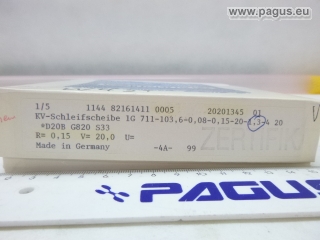 www.pagus.eu
1/5 1144 82161411 0005 20201345 01
EV-Schleifscheibe 1G 711-103,6-0,08-0,15-20-1,3-4 20
*D20B G820 S33
R= 0,15 V= 20,0 U=
Made in Germany -4A- 99
PAGUS